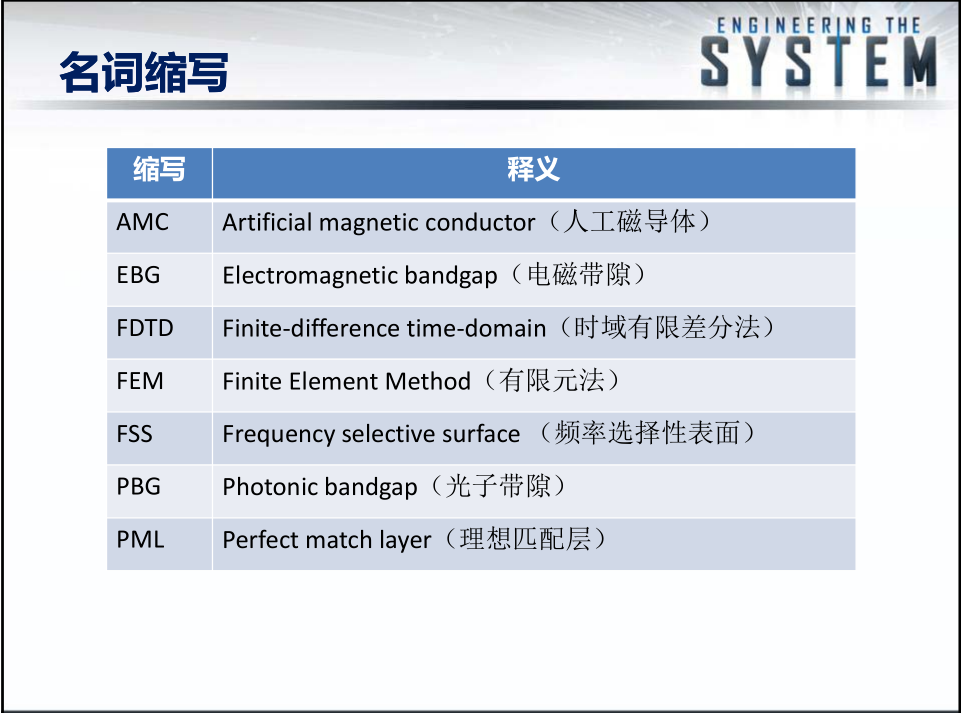 ENGINEERING THE
SYSTEM
名词缩写
缩写 释义
AMC Artificial magnetic conductor（人工磁导体）
EBG Electromagnetic bandgap（电磁带隙）
FDTD Finite-difference time-domain（时域有限差分法）
FEM Finite Element Method（有限元法）
FSS Frequency selective surface （频率选择性表面）
PBG Photonic bandgap（光子带隙）
PML Perfect match layer（理想匹配层）